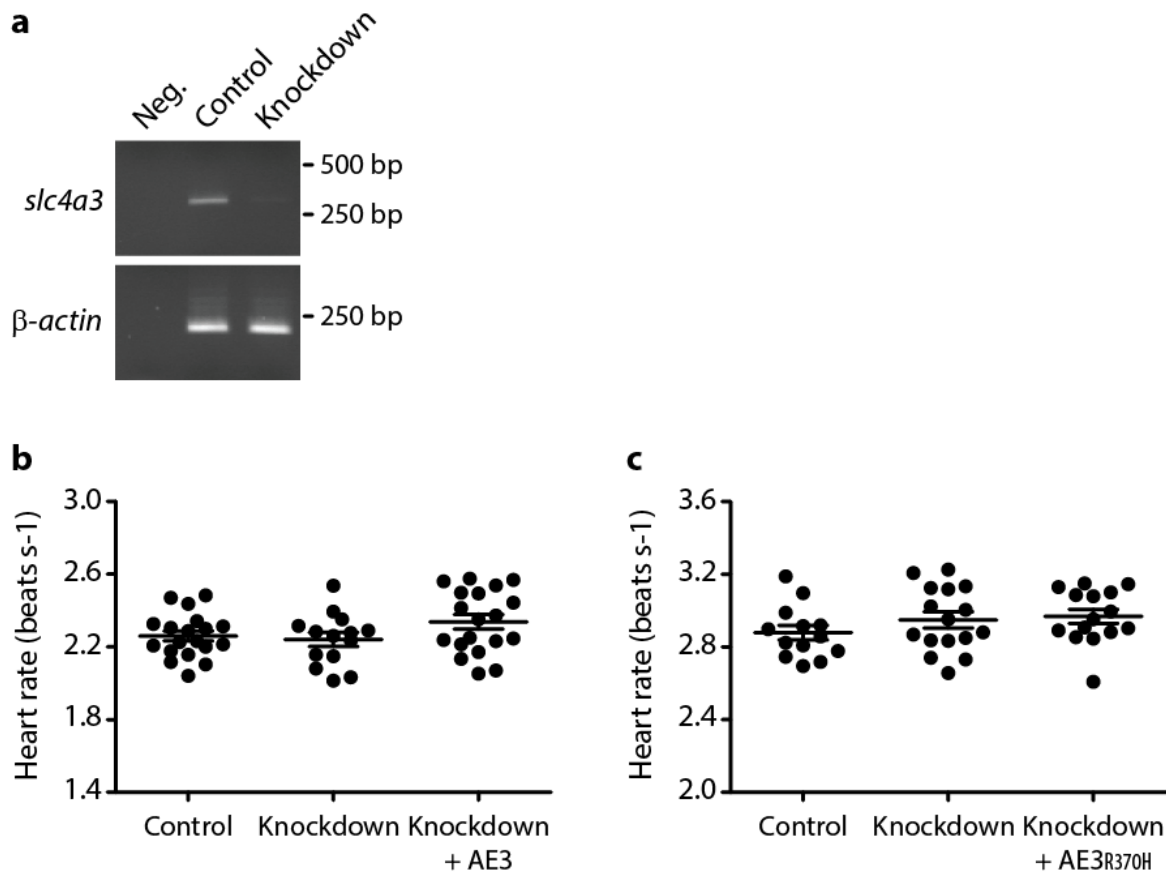 a
Neg. Control Knockdown
slc4a3
500 bp
250 bp
β-actin
250 bp
b
Heart rate (beats s-1)
3.0
2.6
2.2
1.8
1.4
Control Knockdown Knockdown
+ AE3
c
Heart rate (beats s-1)
3.6
3.2
2.8
2.4
2.0
Control Knockdown Knockdown
+ AE3R370H